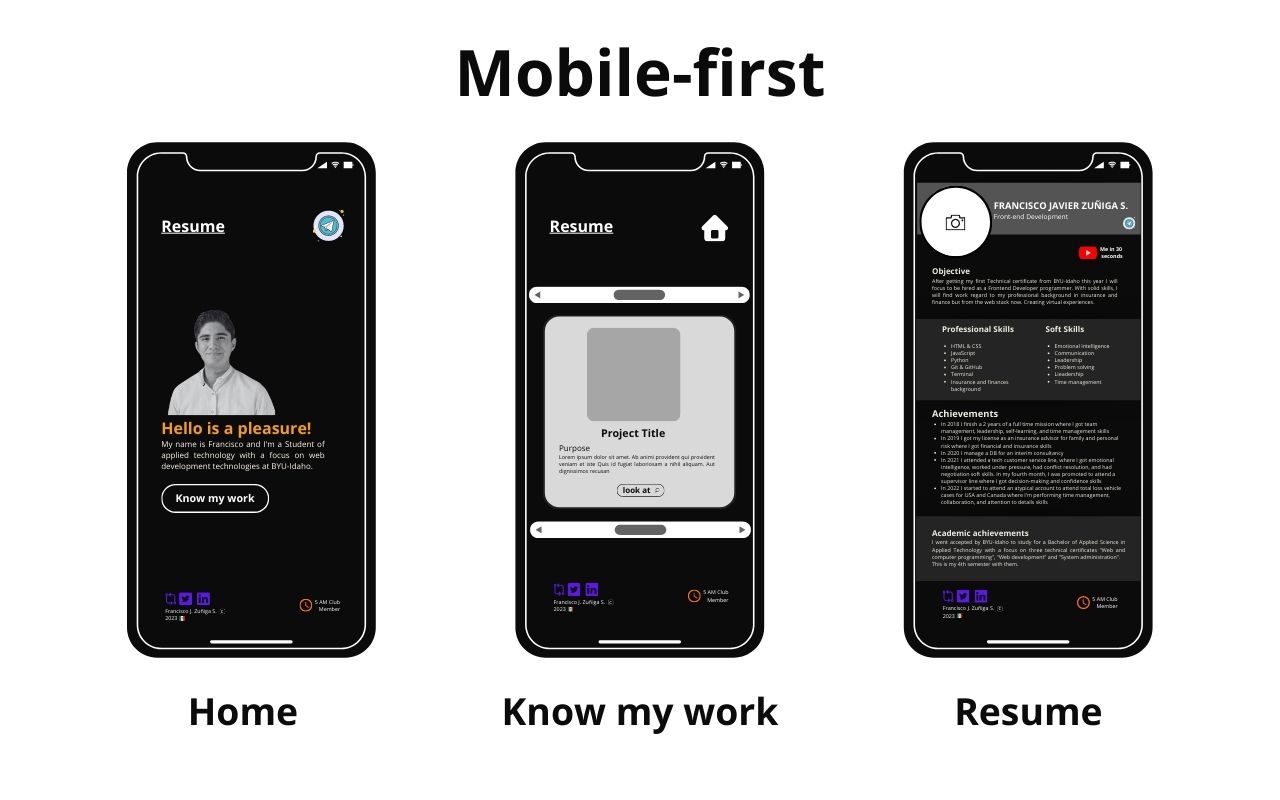 Mobile-first
Resume
Hello is a pleasure!
My name is Francisco and I'm a Student of
applied technology with a focus on web
development technologies at BYU-Idaho.
Know my work
Francisco J. Zuñiga S.
2023
5 AM Club
Member
Home
Resume
Project Title
Purpose
Lorem ipsum dolor sit amet. Ab animi provident qui provident
veniam et iste Quis id fugiat laboriosam a nihil aliquam. Aut
dignissimos recusan
look at
Francisco J. Zuñiga S.
2023
5 AM Club
Member
Know my work
FRANCISCO JAVIER ZUÑIGA S.
Front-end Development
Me in 30
seconds
Objective
After getting my first Technical certificate from BYU-Idaho this year I will
focus to be hired as a Frontend Developer programmer. With solid skills, I
will find work regard to my professional background in insurance and
finance but from the web stack now. Creating virtual experiences.
Professional Skills
HTML & CSS
JavaScript
Python
Git & GitHub
Terminal
Insurance and finances
background
Soft Skills
Emotional Intelligence
Communication
Leadership
Problem solving
Lieadership
Time management
Achievements
In 2018 I finish a 2 years of a full time mission where I got team
management, leadership, self-learning, and time management skills
In 2019 I got my license as an insurance advisor for family and personal
risk where I got financial and insurance skills
In 2020 I manage a DB for an interim consultancy
In 2021 I attended a tech customer service line, where I got emotional
intelligence, worked under pressure, had conflict resolution, and had
negotiation soft skills. In my fourth month, I was promoted to attend a
supervisor line where I got decision-making and confidence skills
In 2022 I started to attend an atypical account to attend total loss vehicle
cases for USA and Canada where I'm performing time management,
collaboration, and attention to details skills
Academic achievements
I went accepted by BYU-Idaho to study for a Bachelor of Applied Science in
Applied Technology with a focus on three technical certificates "Web and
computer programming", "Web development" and "System administration".
This is my 4th semester with them.
Francisco J. Zuñiga S.
2023
5 AM Club
Member
Resume